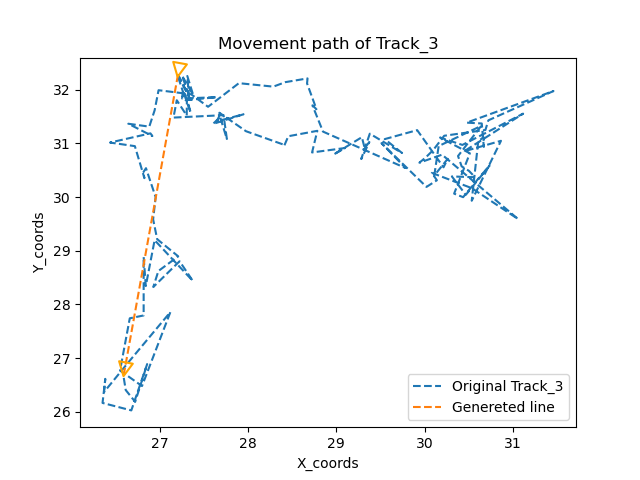 Movement path of Track_3
Y_coords
32
31
30
29
28
27
26
27 28 29 30 31
X_coords
Original Track_3
Genereted line